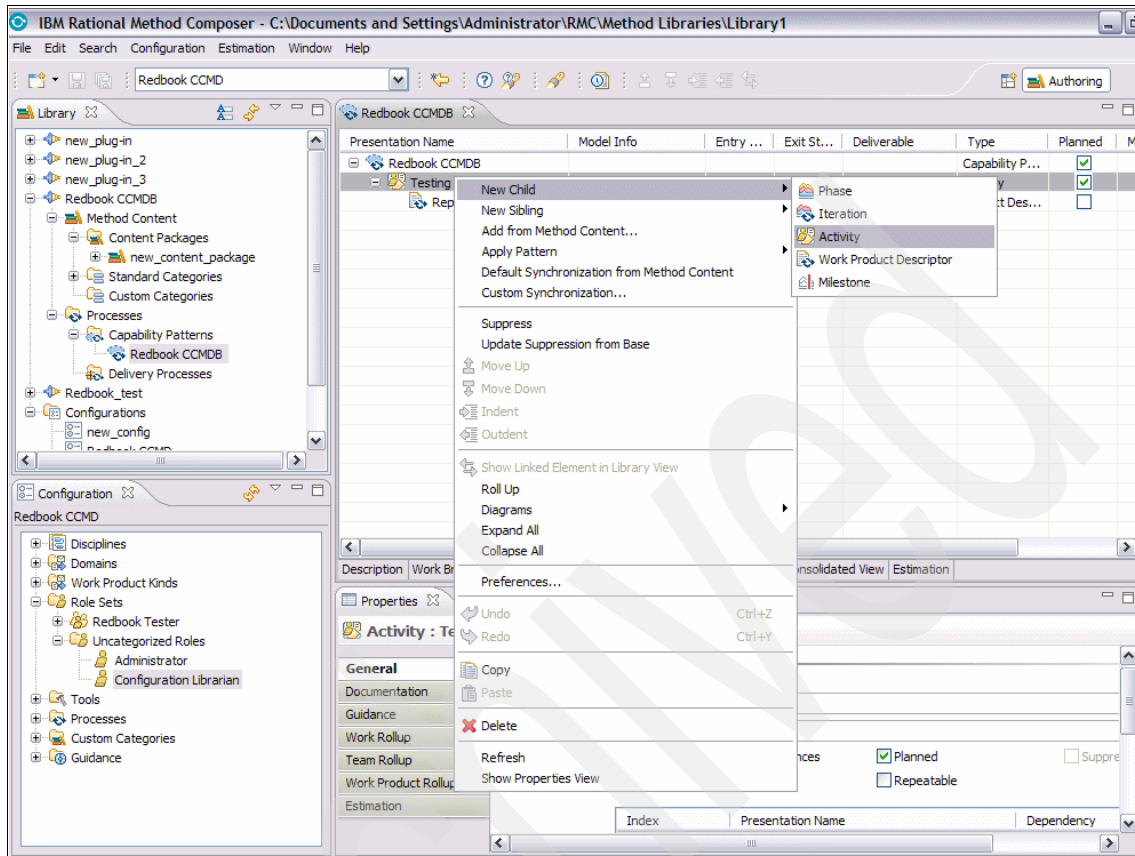 IBM Rational Method Composer - C:\Documents and Settings\Administrator\RMC\Method Libraries\Library1
File Edit Search Configuration Estimation Window Help
Redbook CCMD
Authoring
Library
new_plug-in
new_plug-in_2
new_plug-in_3
Redbook CCMDB
Method Content
Content Packages
new_content_package
Standard Categories
Custom Categories
Processes
Capability Patterns
Redbook CCMDB
Delivery Processes
Redbook_test
Configurations
new_config
Redbook CCMD
Redbook CCMDB
Presentation Name Model Info Entry ... Exit St... Deliverable Type Planned M
Redbook CCMDB Capability P...
Testing y
Rep ct Des...
New Child
New Sibling
Add from Method Content...
Apply Pattern
Default Synchronization from Method Content
Custom Synchronization...
Suppress
Update Suppression from Base
Move Up
Move Down
Indent
Outdent
Show Linked Element in Library View
Roll Up
Diagrams
Expand All
Collapse All
Preferences...
Undo Ctrl+Z
Redo Ctrl+Y
Copy
Paste
Delete
Refresh
Show Properties View
Phase
Iteration
Activity
Work Product Descriptor
Milestone
Configuration
Redbook CCMD
Disciplines
Domains
Work Product Kinds
Role Sets
Redbook Tester
Uncategorized Roles
Administrator
Configuration Librarian
Tools
Processes
Custom Categories
Guidance
Description Work Br nsolidated View Estimation
Properties
Activity : Te
General
Documentation
Guidance
Work Rollup
Team Rollup
Work Product Rollup
Estimation
nces Planned Suppre
Repeatable
Index Presentation Name Dependency